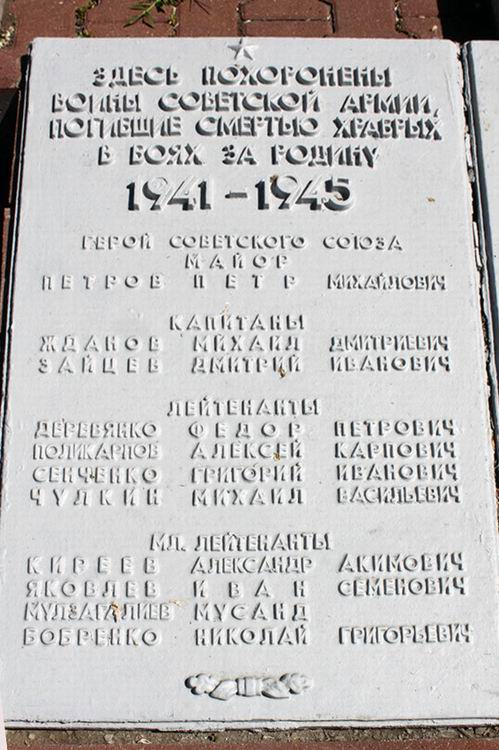 ЗДЕСЬ ПОХОРОНЕНЫ
ВОИНЫ СОВЕТСКОЙ АРМИИ,
ПОГИБШИЕ СМЕРТЬЮ ХРАБРЫХ
В БОЯХ ЗА РОДИНУ
1941-1945
ГЕРОЙ СОВЕТСКОГО СОЮЗА
МАЙОР
ПЕТРОВ ПЕТР МИХАЙЛОВИЧ
КАПИТАНЫ
ЖДАНОВ МИХАИЛ ДМИТРИЕВИЧ
ЗАЙЦЕВ ДМИТРИЙ ИВАНОВИЧ
ЛЕЙТЕНАНТЫ
ДЕРЕВЯНКО ФЕДОР ПЕТРОВИЧ
ПОЛИКАРПОВ АЛЕКСЕЙ КАРПОВИЧ
СЕНЧЕНКО ГРИГОРИЙ ИВАНОВИЧ
ЧУЛКИН МИХАИЛ ВАСИЛЬЕВИЧ
МЛ. ЛЕЙТЕНАНТЫ
КИРЕЕВ АЛЕКСАНДР АКИМОВИЧ
ЯКОВЛЕВ ИВАН СЕМЕНОВИЧ
МУЛЗАГАЛИЕВ МУСАНД
БОБРЕНКО НИКОЛАЙ ГРИГОРЬЕВИЧ